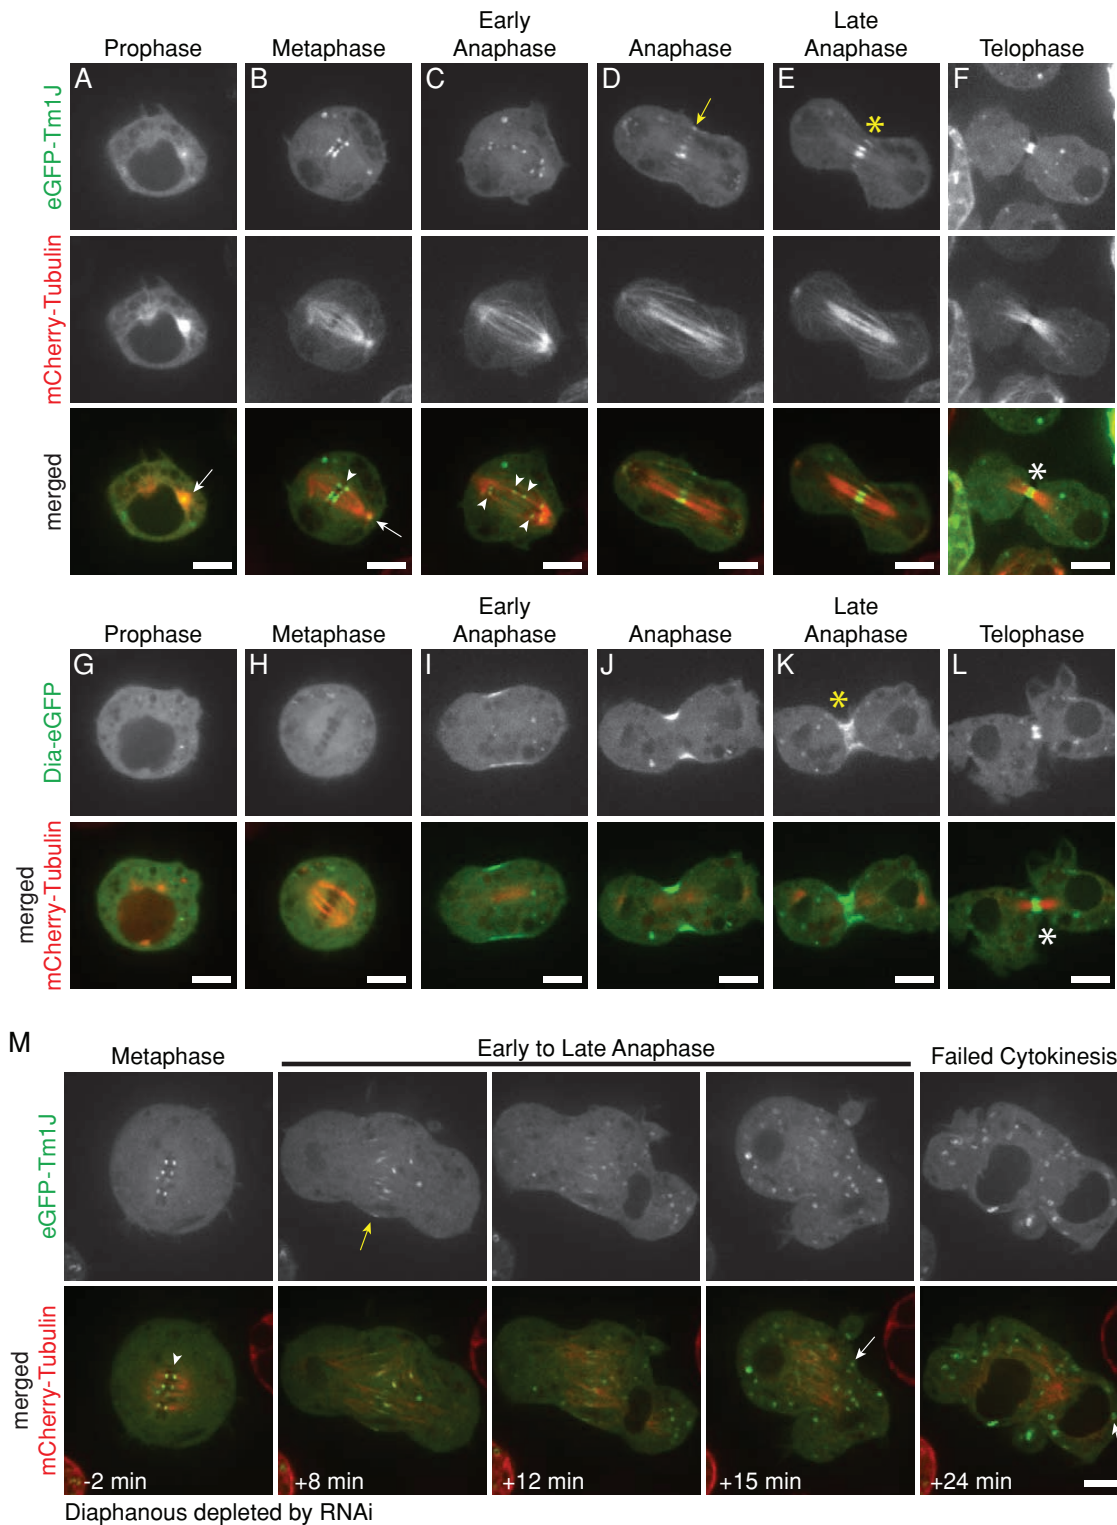 Early
Late
Prophase
Metaphase
Anaphase
Anaphase
Anaphase
Telophase
A
B
C
D
E
*
F
eGFP-Tm1J
mCherry-Tubulin
merged
*
Early
Late
Prophase
Metaphase
Anaphase
Anaphase
Anaphase
Telophase
G
H
I
J
K
*
L
Dia-eGFP
merged
mCherry-Tubulin
*
M
Metaphase
Early to Late Anaphase
Failed Cytokinesis
eGFP-Tm1J
merged
mCherry-Tubulin
-2 min
+8 min
+12 min
+15 min
+24 min
Diaphanous depleted by RNAi